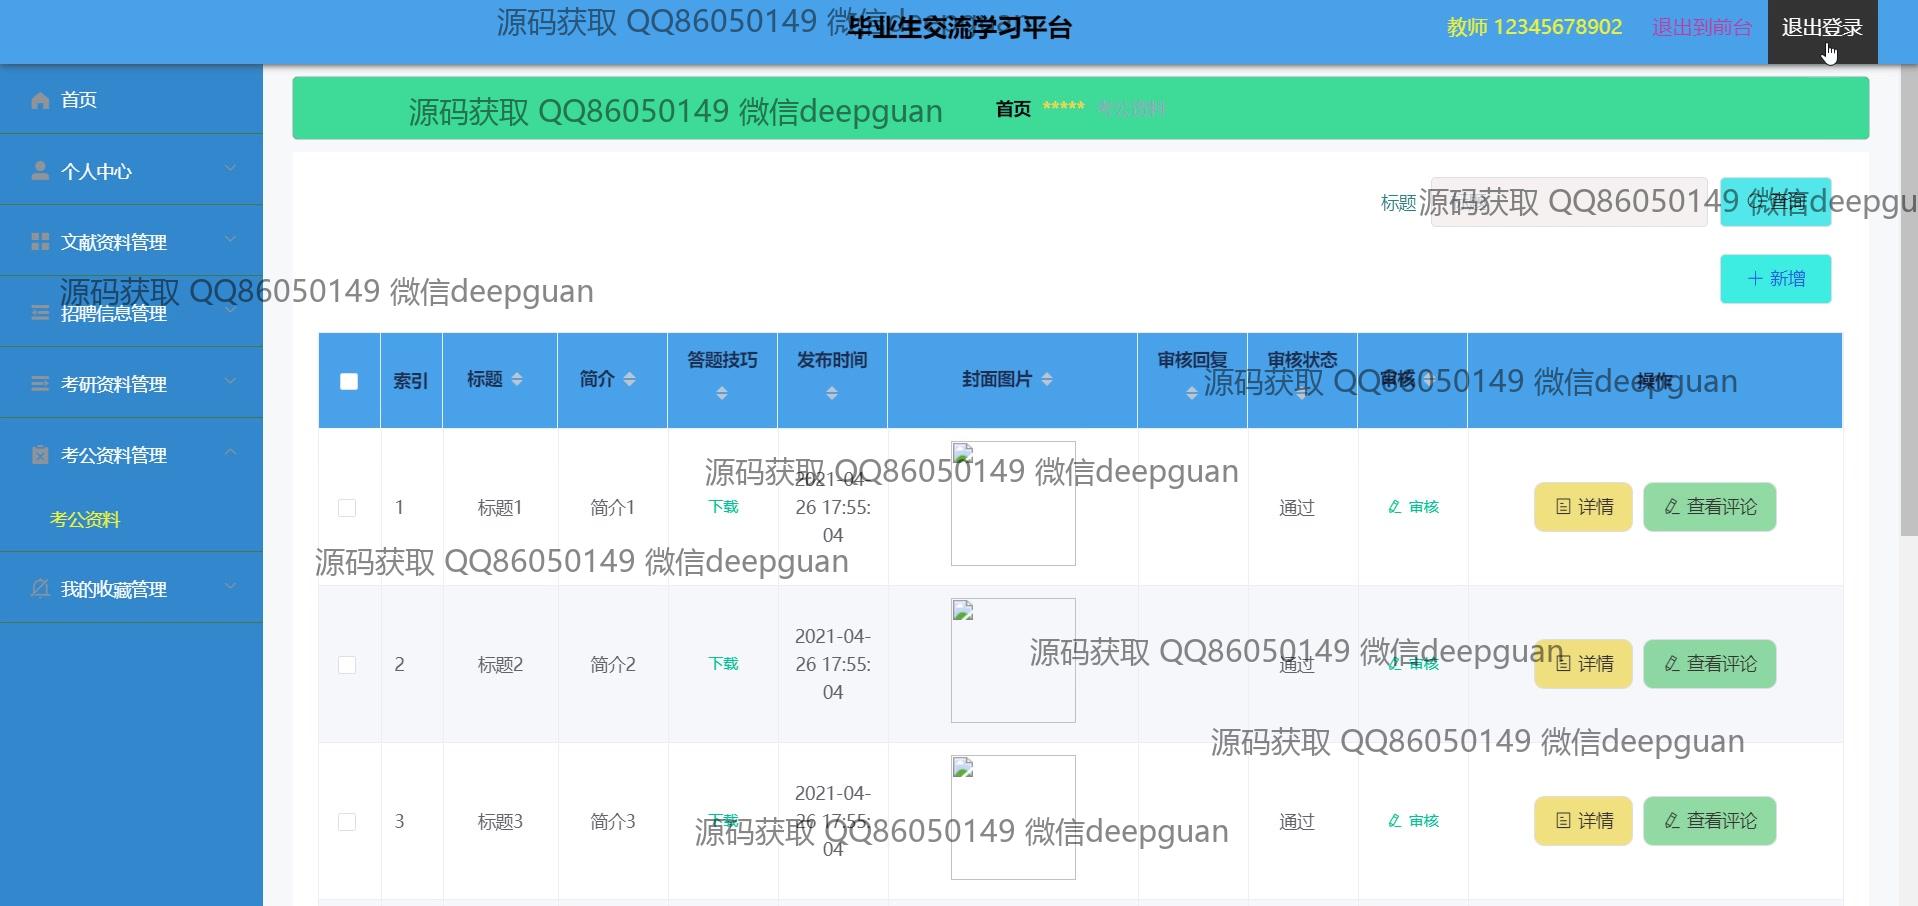 源码获取 QQ86050149 微信deepguan
毕业生交流学习平台
教师 12345678902
退出到前台
退出登录
首页
个人中心
文献资料管理
招聘信息管理
考研资料管理
考公资料管理
考公资料
我的收藏管理
源码获取 QQ86050149 微信deepguan
源码获取 QQ86050149 微信deepguan
首页 ***** 考公资料
标题
查询
源码获取 QQ86050149 微信deepgu
新增
索引 标题 简介 答题技巧 发布时间 封面图片 审核回复 审核状态 审核 操作
源码获取 QQ86050149 微信deepguan
源码获取 QQ86050149 微信deepguan
1 标题1 简介1 下载 2021-04-
26 17:55:
04
通过 审核 详情 查看评论
源码获取 QQ86050149 微信deepguan
2 标题2 简介2 下载 2021-04-
26 17:55:
04
通过 审核 详情 查看评论
源码获取 QQ86050149 微信deepguan
源码获取 QQ86050149 微信deepguan
3 标题3 简介3 下载 2021-04-
26 17:55:
04
通过 审核 详情 查看评论
源码获取 QQ86050149 微信deepguan